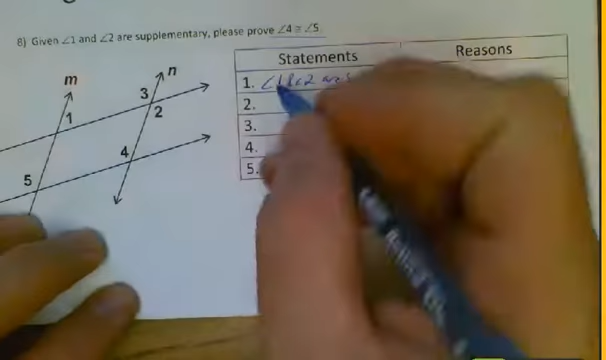 8) Given ∠1 and ∠2 are supplementary, please prove ∠4 ≅ ∠5
Statements Reasons
m
n
1. ∠1 & ∠2 are
3
1
2
2.
3.
4
4.
5
5.